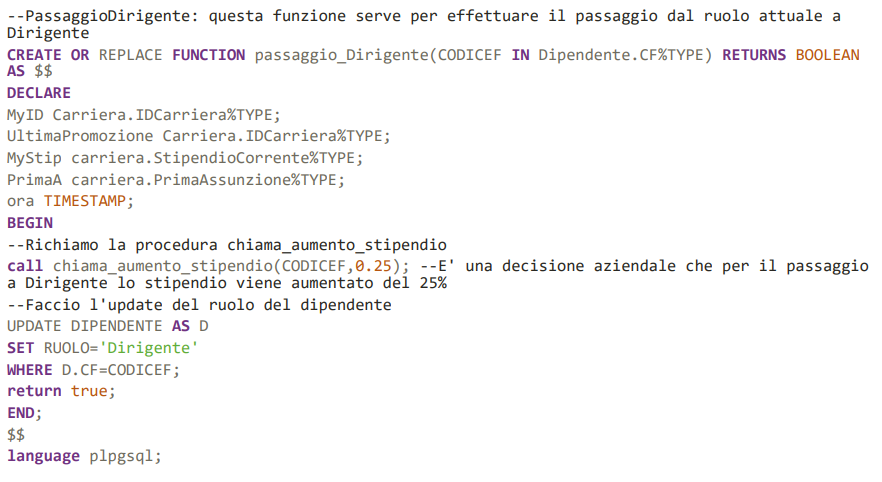 --PassaggioDirigente: questa funzione serve per effettuare il passaggio dal ruolo attuale a
Dirigente
CREATE OR REPLACE FUNCTION passaggio_Dirigente(CODICEF IN Dipendente.CF%TYPE) RETURNS BOOLEAN
AS $$
DECLARE
MyID Carriera.IDCarriera%TYPE;
UltimaPromozione Carriera.IDCarriera%TYPE;
MyStip carriera.StipendioCorrente%TYPE;
PrimaA carriera.PrimaAssunzione%TYPE;
ora TIMESTAMP;
BEGIN
--Richiamo la procedura chiama_aumento_stipendio
call chiama_aumento_stipendio(CODICEF,0.25); --E' una decisione aziendale che per il passaggio
a Dirigente lo stipendio viene aumentato del 25%
--Faccio l'update del ruolo del dipendente
UPDATE DIPENDENTE AS D
SET RUOLO='Dirigente'
WHERE D.CF=CODICEF;
return true;
END;
$$
language plpgsql;